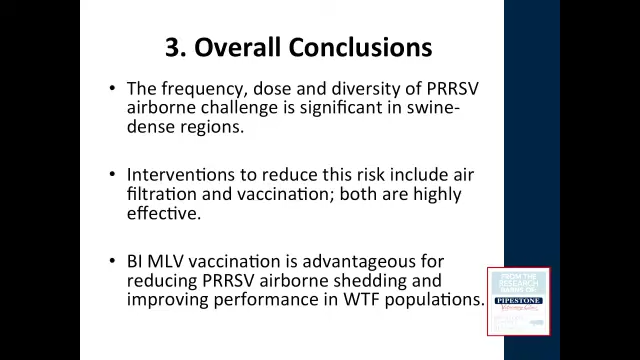 3. Overall Conclusions
• The frequency, dose and diversity of PRRSV
airborne challenge is significant in swine-
dense regions.
• Interventions to reduce this risk include air
filtration and vaccination; both are highly
effective.
• BI MLV vaccination is advantageous for
reducing PRRSV airborne shedding and
improving performance in WTF populations.
FROM THE
RESEARCH
BARNS OF:
PIPESTONE